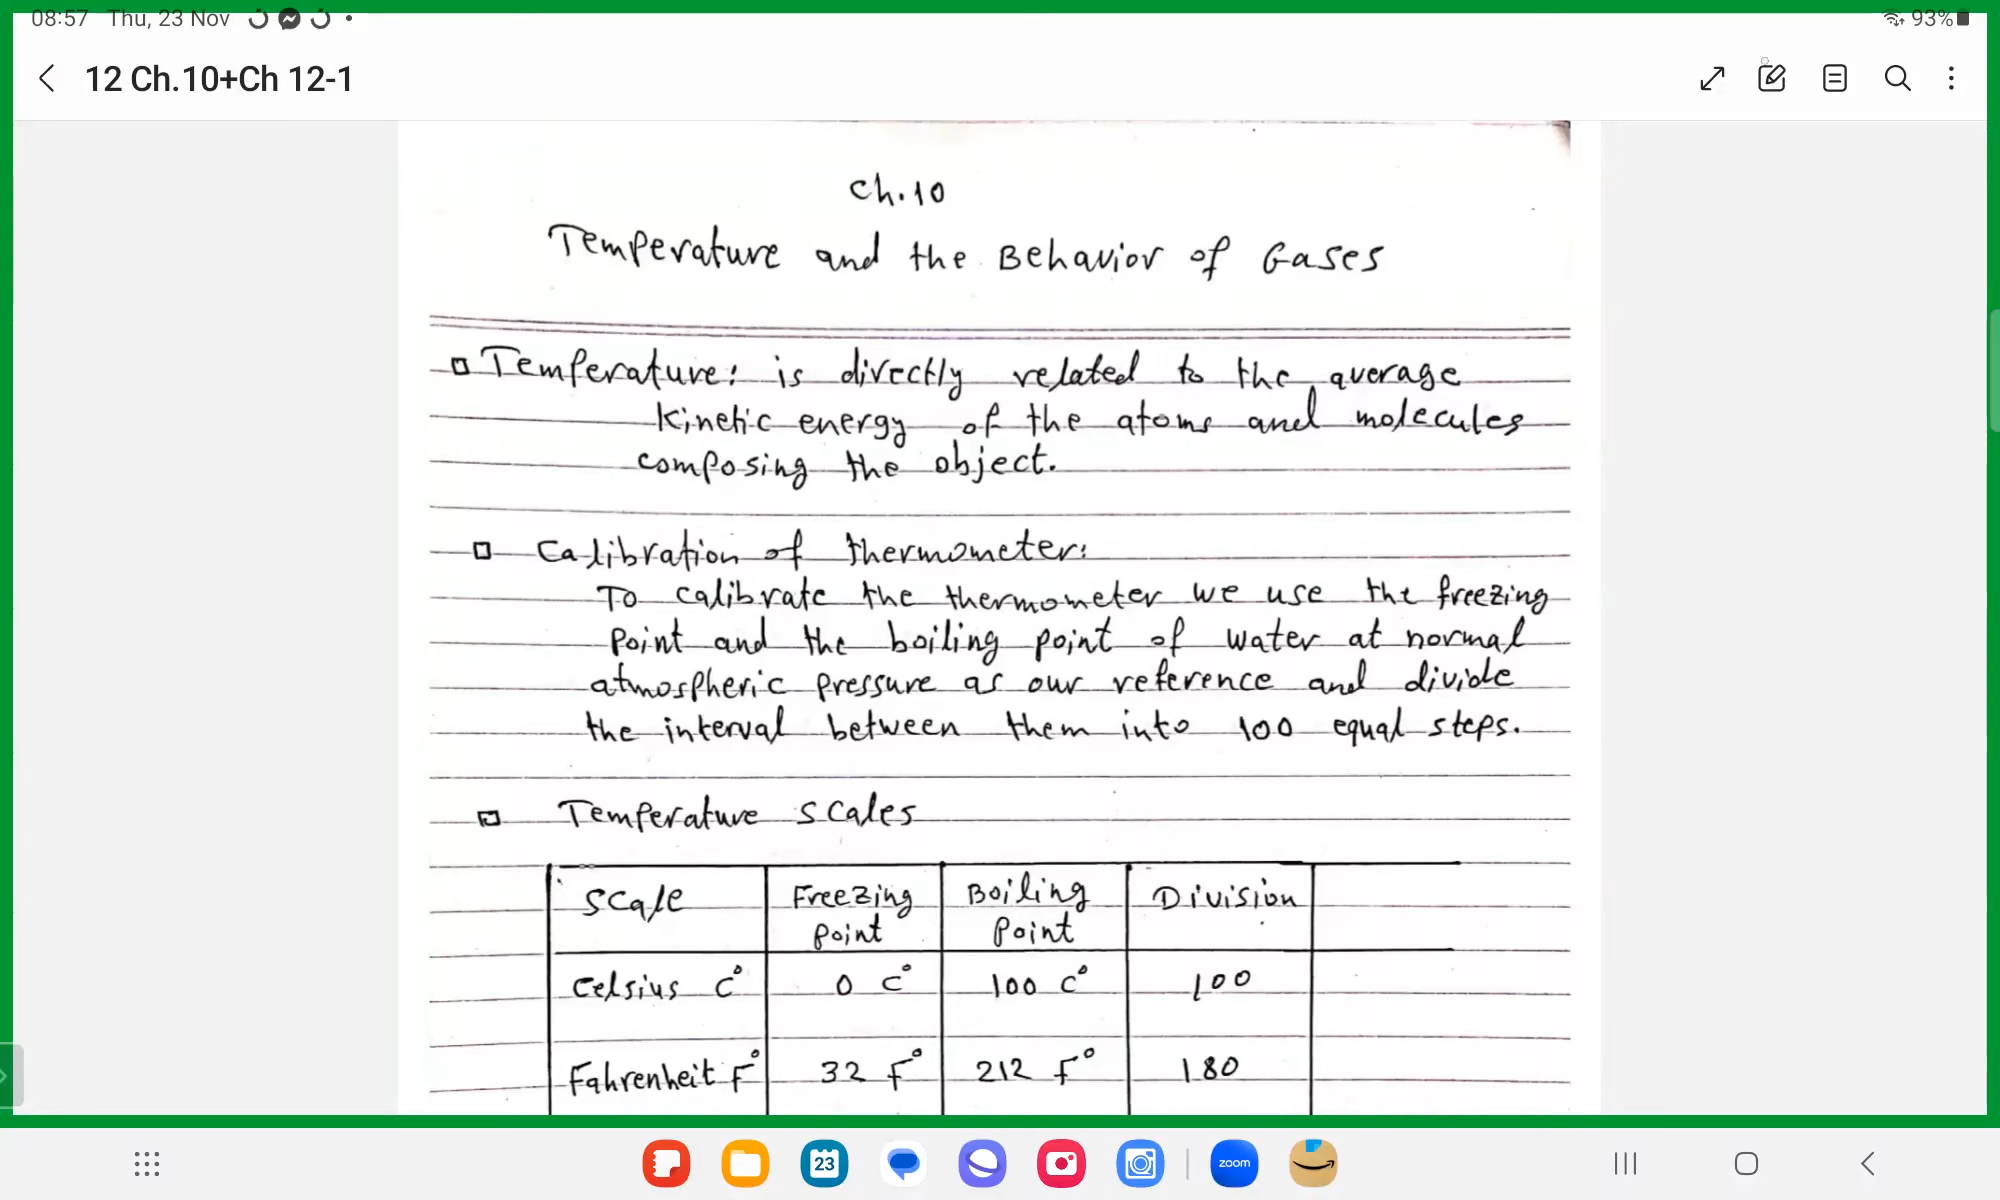 08:57 Thu, 23 Nov
93%
12 Ch.10+Ch 12-1
Ch.10
Temperature and the Behavior of Gases
Temperature: is directly related to the average
kinetic energy of the atoms and molecules
composing the object.
Calibration of thermometer:
To calibrate the thermometer we use the freezing
point and the boiling point of water at normal
atmospheric pressure as our reference and divide
the interval between them into 100 equal steps.
Temperature scales
Scale Freezing point Boiling point Division
Celsius C° 0 C° 100 C° 100
Fahrenheit F° 32 F° 212 F° 180
23
zoom